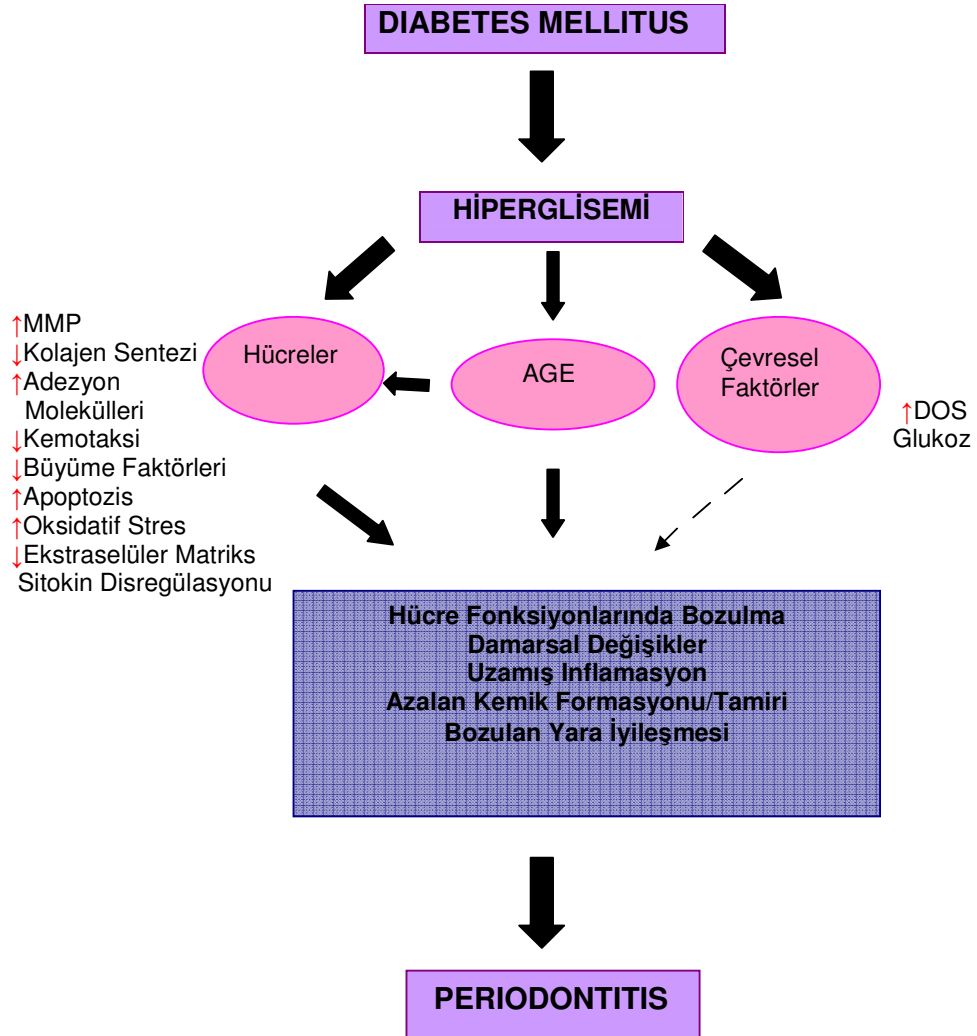 DIABETES MELLITUS
HİPERGLİSEMİ
↑MMP
↓Kolajen Sentezi
↑Adezyon
Molekülleri
↓Kemotaksi
↓Büyüme Faktörleri
↑Apoptozis
↑Oksidatif Stres
↓Ekstraselüler Matriks
Sitokin Disregülasyonu
Hücreler
AGE
Çevresel
Faktörler
↑DOS
Glukoz
Hücre Fonksiyonlarında Bozulma
Damarsal Değişikler
Uzamış Inflamasyon
Azalan Kemik Formasyonu/Tamiri
Bozulan Yara İyileşmesi
PERIODONTITIS